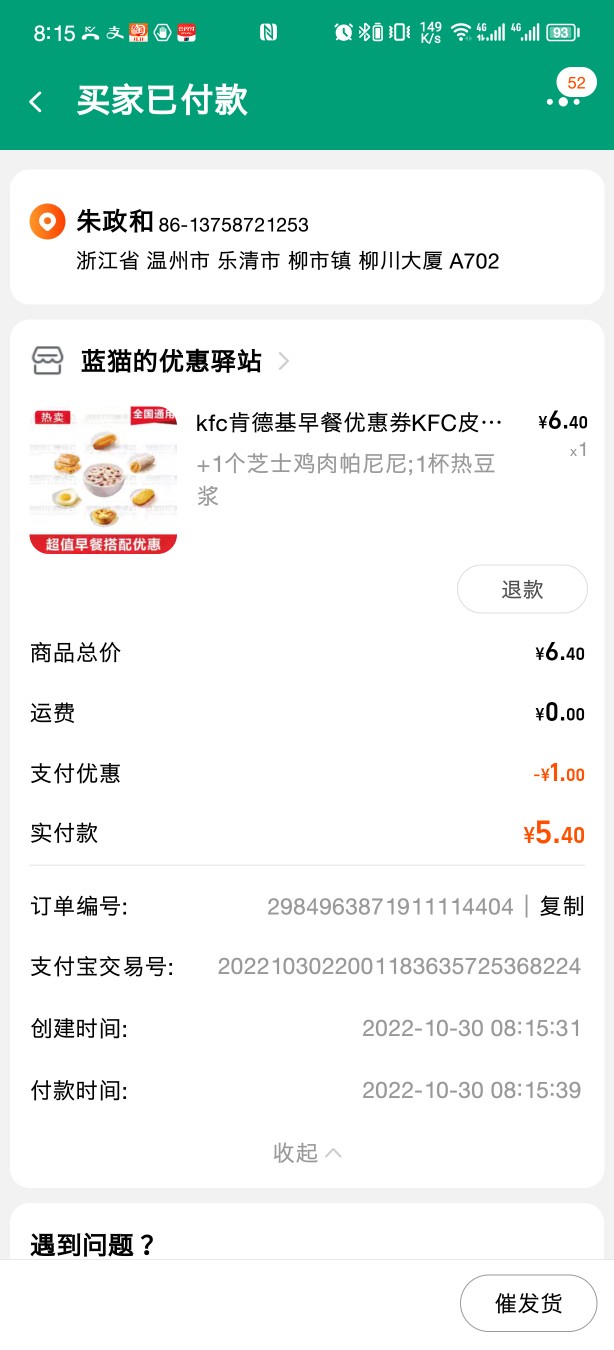 8:15 149 K/s 4G 4G 93
买家已付款
52
朱政和 86-13758721253
浙江省 温州市 乐清市 柳市镇 柳川大厦 A702
蓝猫的优惠驿站
热卖 全国通用
超值早餐搭配优惠
kfc肯德基早餐优惠券KFC皮… ¥6.40
+1个芝士鸡肉帕尼尼;1杯热豆 x1
浆
退款
商品总价 ¥6.40
运费 ¥0.00
支付优惠 -¥1.00
实付款 ¥5.40
订单编号: 2984963871911114404 | 复制
支付宝交易号: 2022103022001183635725368224
创建时间: 2022-10-30 08:15:31
付款时间: 2022-10-30 08:15:39
收起
遇到问题？
催发货